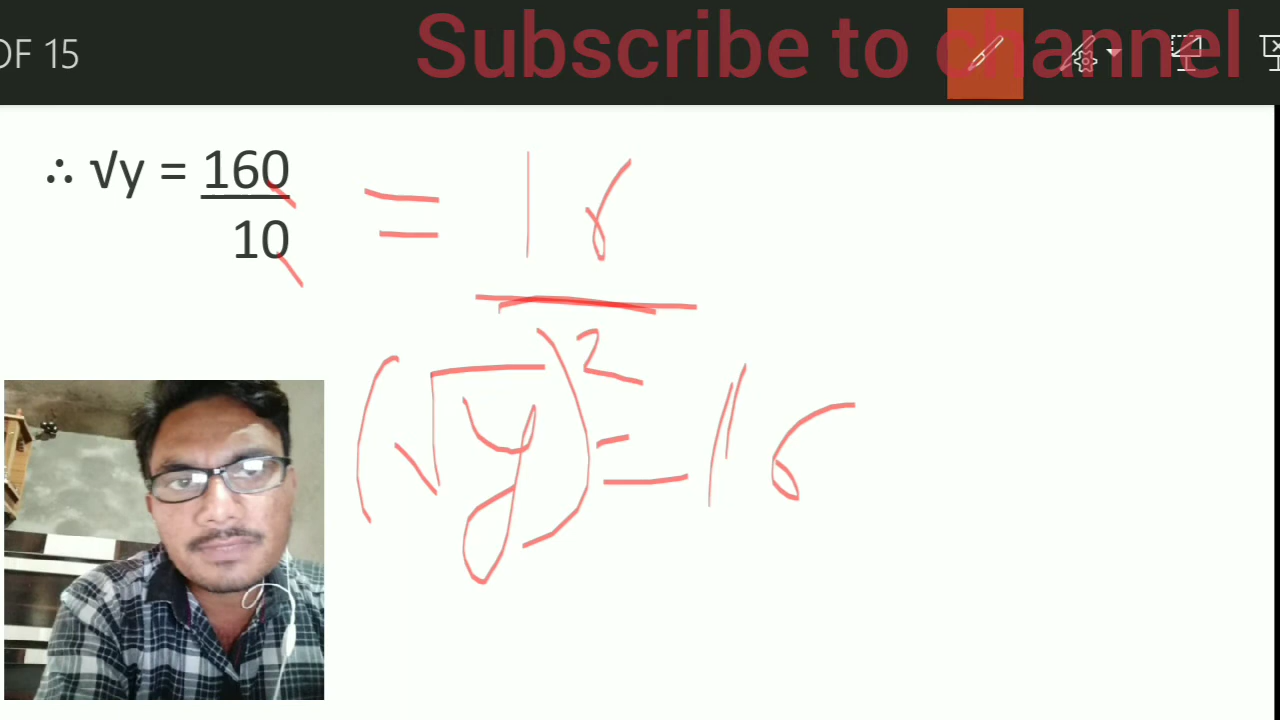 OF 15 Subscribe to channel
∴ √y = 160 = 16
10
(√y)² = 16